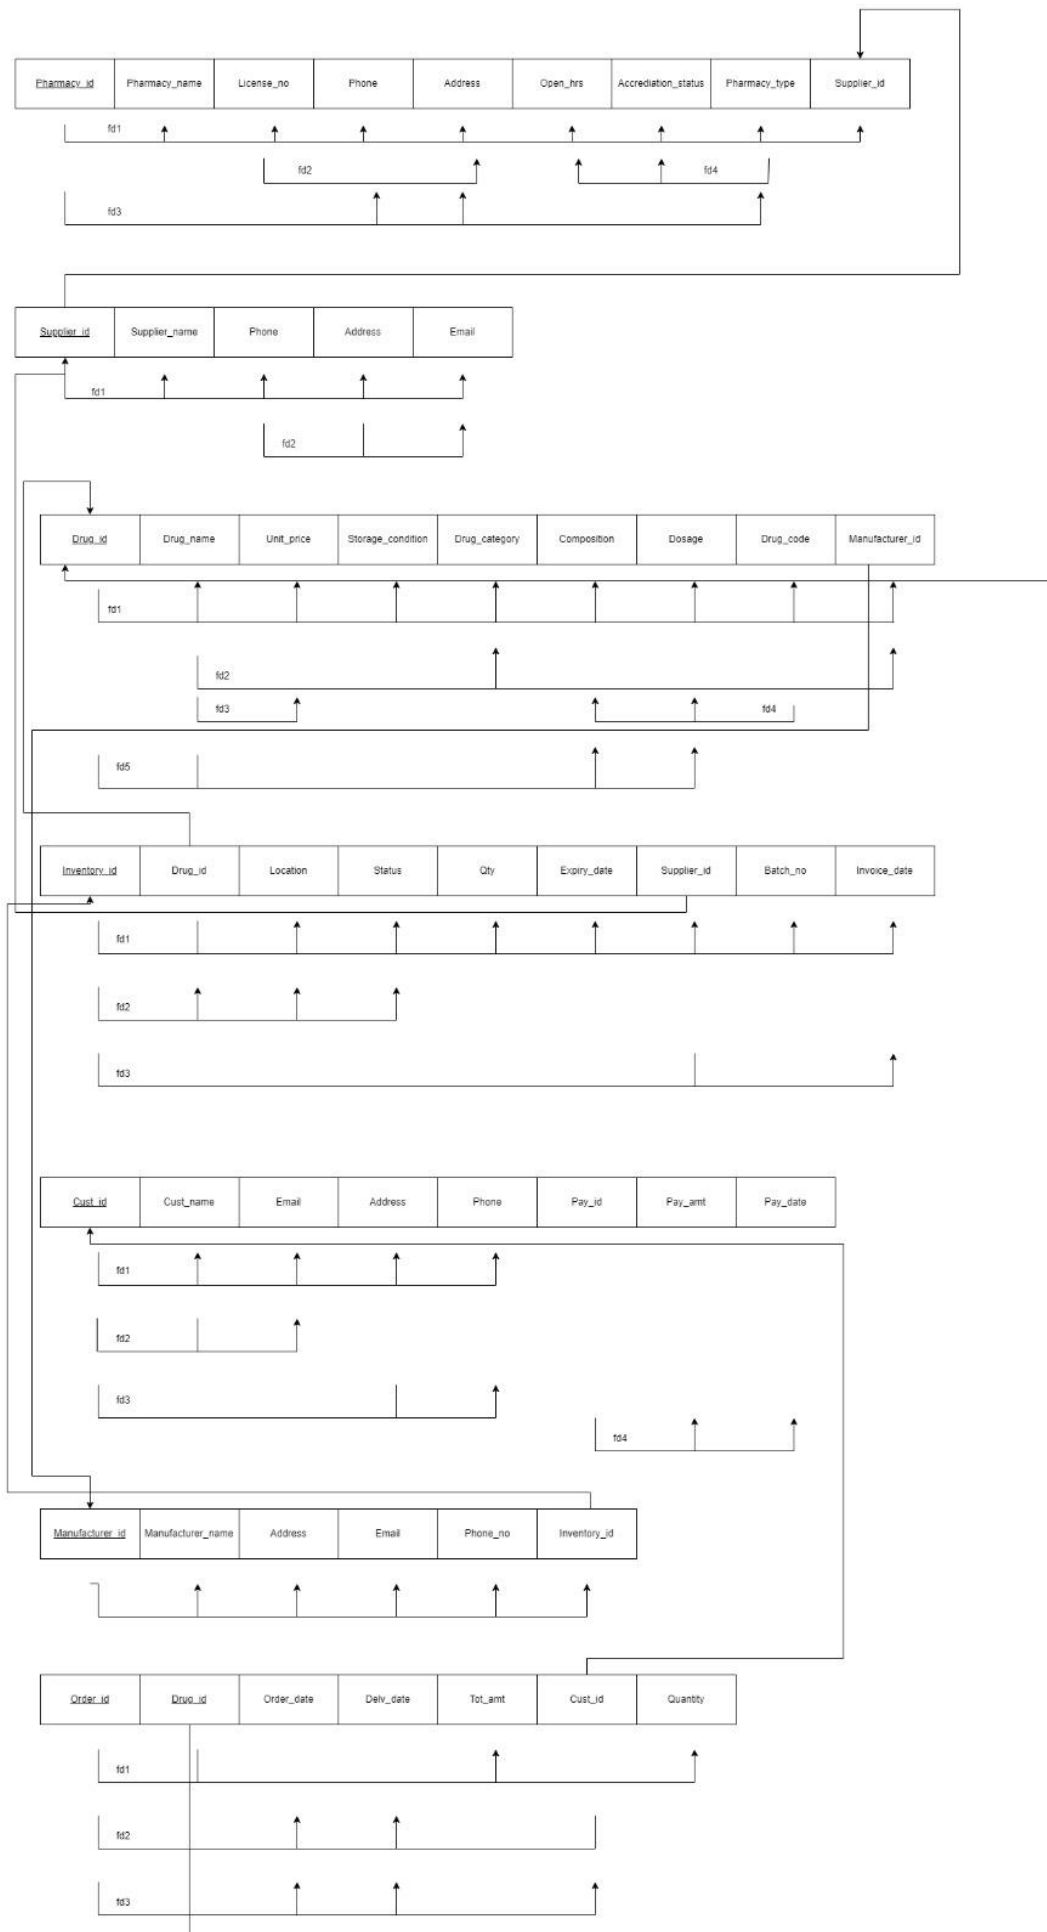 Pharmacy_id Pharmacy_name License_no Phone Address Open_hrs Accrediation_status Pharmacy_type Supplier_id
fd1
fd2 fd4
fd3
Supplier_id Supplier_name Phone Address Email
fd1
fd2
Drug_id Drug_name Unit_price Storage_condition Drug_category Composition Dosage Drug_code Manufacturer_id
fd1
fd2
fd3 fd4
fd5
Inventory_id Drug_id Location Status Qty Expiry_date Supplier_id Batch_no Invoice_date
fd1
fd2
fd3
Cust_id Cust_name Email Address Phone Pay_id Pay_amt Pay_date
fd1
fd2
fd3
fd4
Manufacturer_id Manufacturer_name Address Email Phone_no Inventory_id
Order_id Drug_id Order_date Delv_date Tot_amt Cust_id Quantity
fd1
fd2
fd3